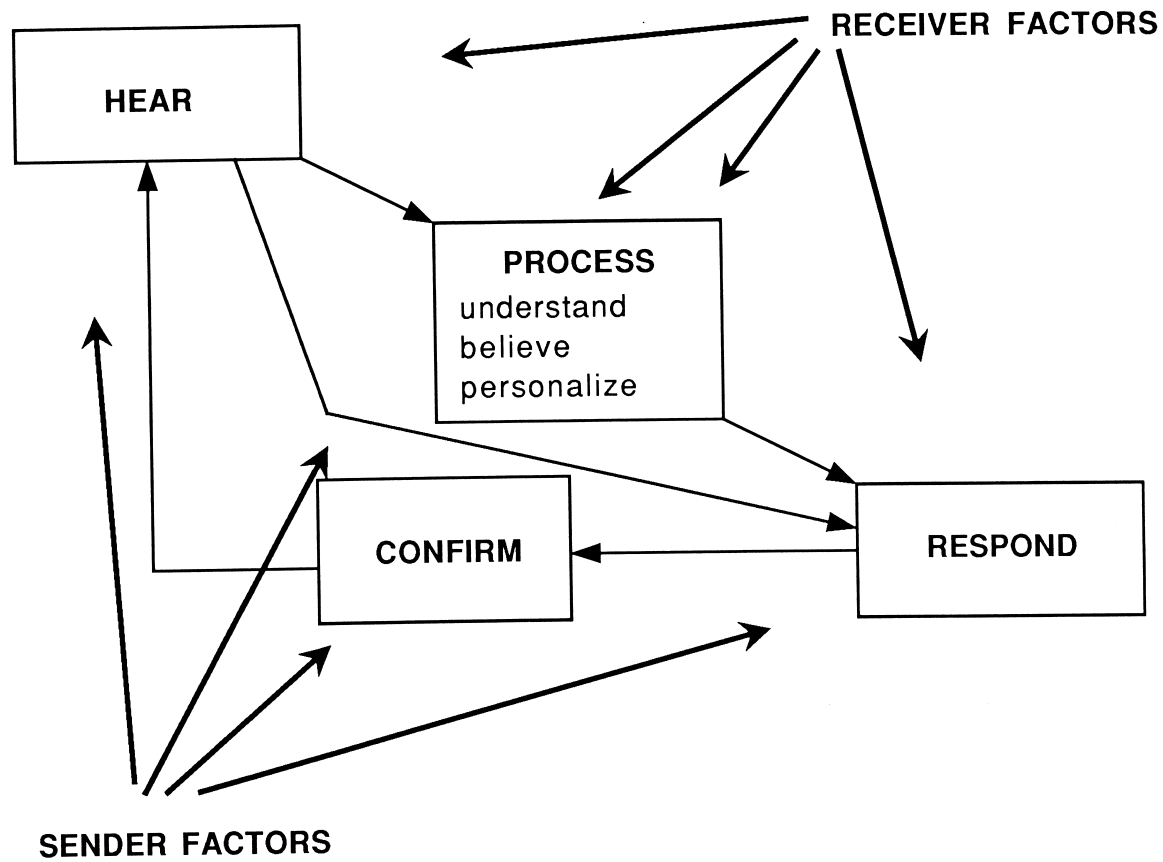 RECEIVER FACTORS
HEAR
PROCESS
understand
believe
personalize
CONFIRM
RESPOND
SENDER FACTORS